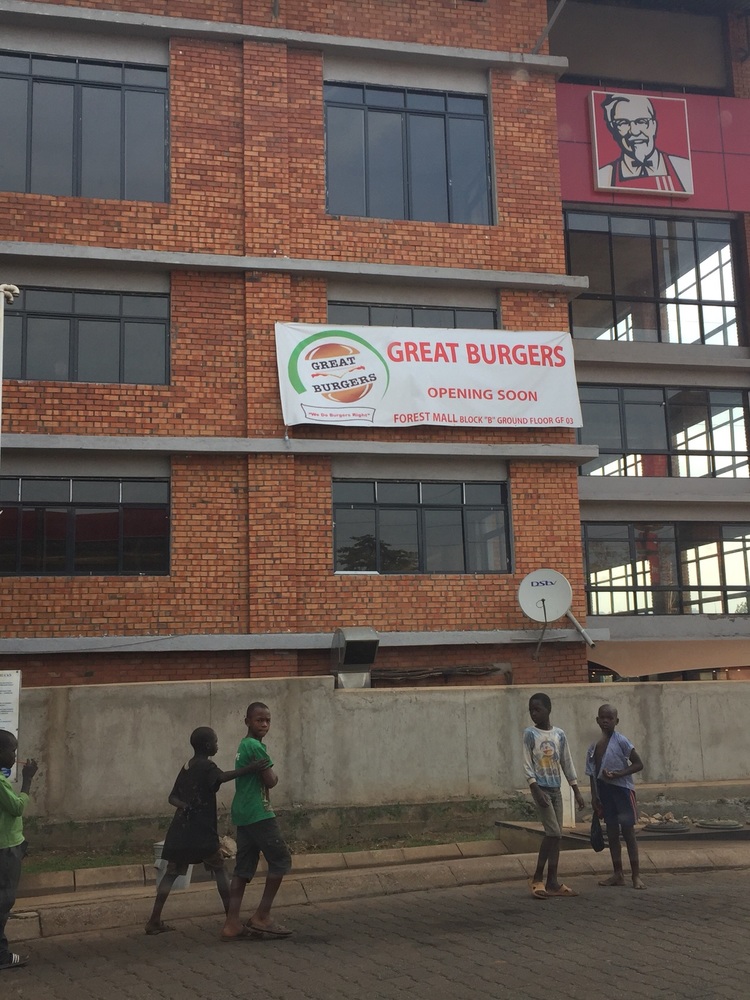 GREAT
BURGERS
"We Do Burgers Right"
GREAT BURGERS
OPENING SOON
FOREST MALL BLOCK "B" GROUND FLOOR GF 03
DStv